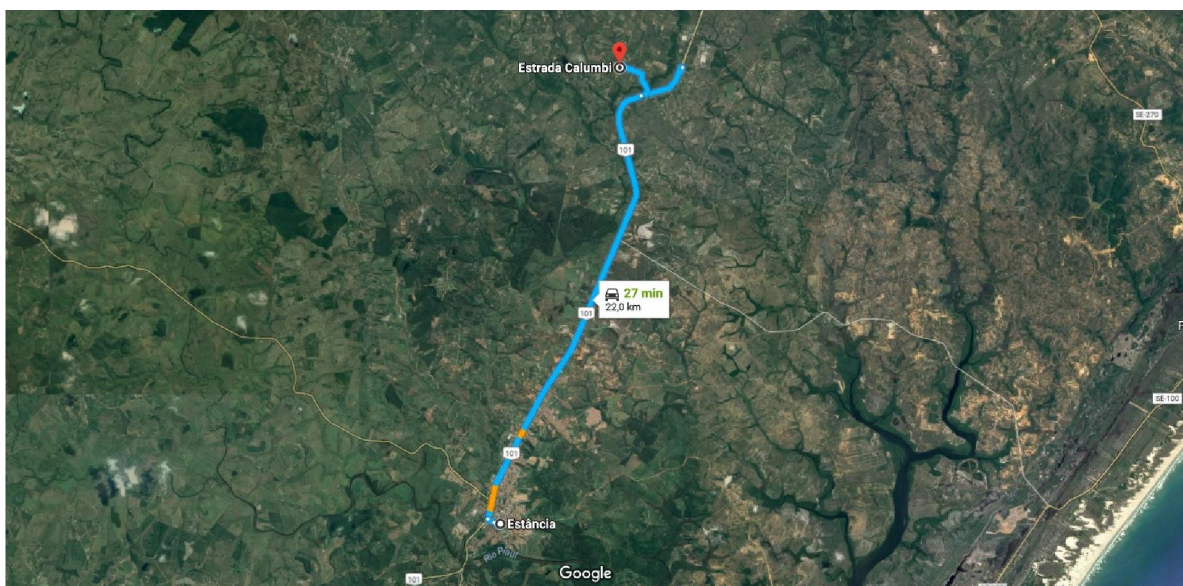 Estrada Calumbi
SE-270
101
27 min
22,0 km
101
SE-100
101
Estância
Rio Piauí
Google
101